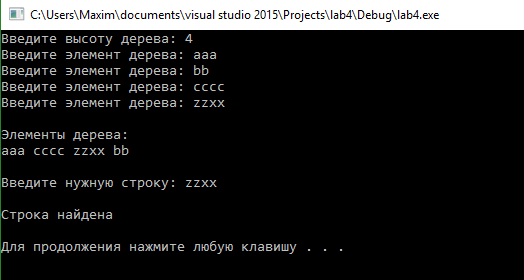 C:\Users\Maxim\documents\visual studio 2015\Projects\lab4\Debug\lab4.exe
Введите высоту дерева: 4
Введите элемент дерева: aaa
Введите элемент дерева: bb
Введите элемент дерева: cccc
Введите элемент дерева: zzxx
Элементы дерева:
aaa cccc zzxx bb
Введите нужную строку: zzxx
Строка найдена
Для продолжения нажмите любую клавишу . . .